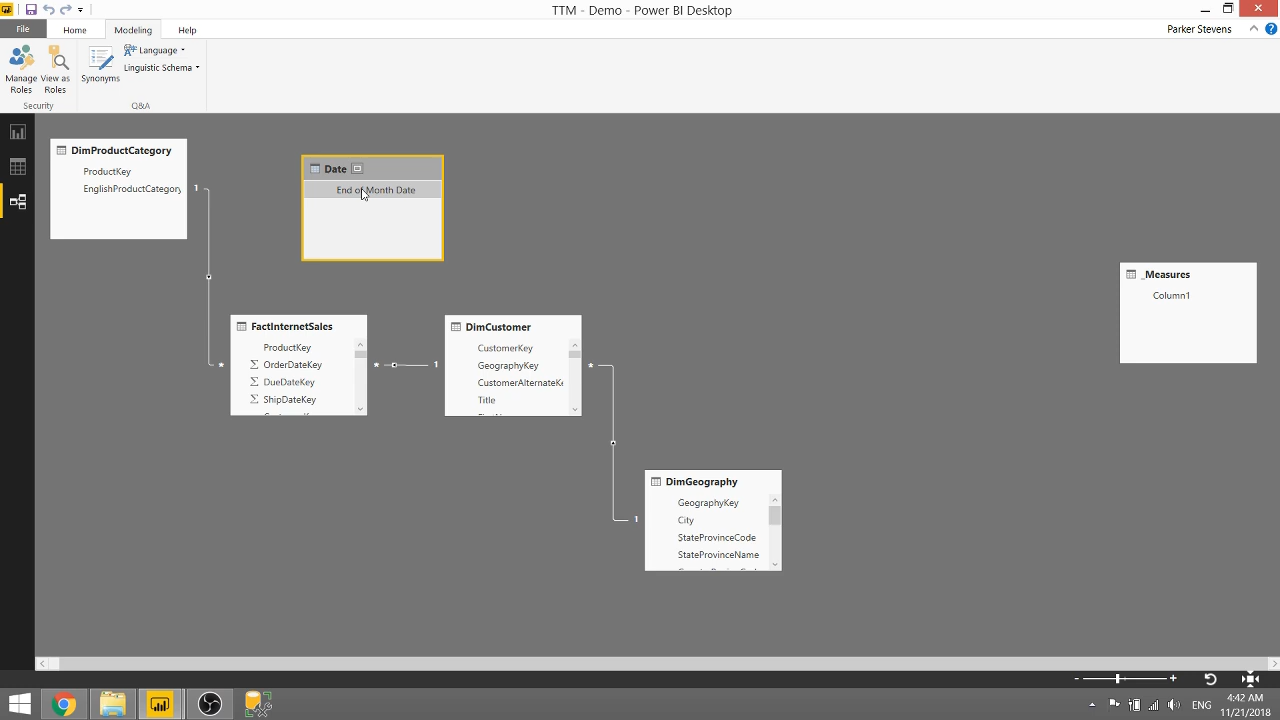 TTM - Demo - Power BI Desktop
File
Home
Modeling
Help
Parker Stevens
Manage Roles
View as Roles
Synonyms
Language
Linguistic Schema
Security
Q&A
DimProductCategory
ProductKey
EnglishProductCategory
1
*
Date
End of Month Date
_Measures
Column1
FactInternetSales
ProductKey
OrderDateKey
DueDateKey
ShipDateKey
*
1
DimCustomer
CustomerKey
GeographyKey
CustomerAlternateKe
Title
*
1
DimGeography
GeographyKey
City
StateProvinceCode
StateProvinceName
ENG
4:42 AM
11/21/2018